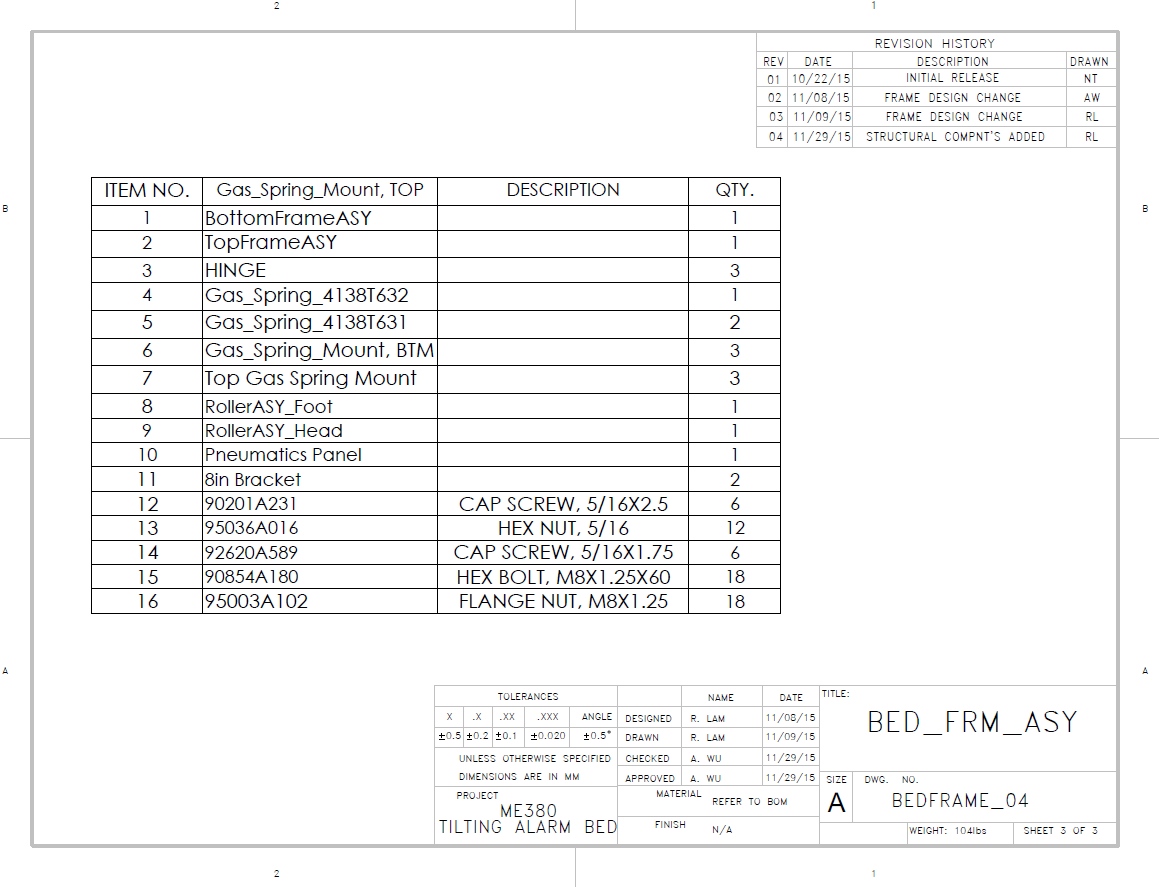 2 1
REVISION HISTORY
REV DATE DESCRIPTION DRAWN
01 10/22/15 INITIAL RELEASE NT
02 11/08/15 FRAME DESIGN CHANGE AW
03 11/09/15 FRAME DESIGN CHANGE RL
04 11/29/15 STRUCTURAL COMPNT'S ADDED RL
ITEM NO. Gas_Spring_Mount, TOP DESCRIPTION QTY.
B B
1 BottomFrameASY 1
2 TopFrameASY 1
3 HINGE 3
4 Gas_Spring_4138T632 1
5 Gas_Spring_4138T631 2
6 Gas_Spring_Mount, BTM 3
7 Top Gas Spring Mount 3
8 RollerASY_Foot 1
9 RollerASY_Head 1
10 Pneumatics Panel 1
11 8in Bracket 2
12 90201A231 CAP SCREW, 5/16X2.5 6
13 95036A016 HEX NUT, 5/16 12
14 92620A589 CAP SCREW, 5/16X1.75 6
15 90854A180 HEX BOLT, M8X1.25X60 18
16 95003A102 FLANGE NUT, M8X1.25 18
A A
TOLERANCES
X .X .XX .XXX ANGLE
±0.5 ±0.2 ±0.1 ±0.020 ±0.5°
UNLESS OTHERWISE SPECIFIED
DIMENSIONS ARE IN MM
PROJECT
ME380
TILTING ALARM BED
NAME DATE
DESIGNED R. LAM 11/08/15
DRAWN R. LAM 11/09/15
CHECKED A. WU 11/29/15
APPROVED A. WU 11/29/15
MATERIAL REFER TO BOM
FINISH N/A
TITLE:
BED_FRM_ASY
SIZE DWG. NO.
A BEDFRAME_04
WEIGHT: 104lbs SHEET 3 OF 3
2 1